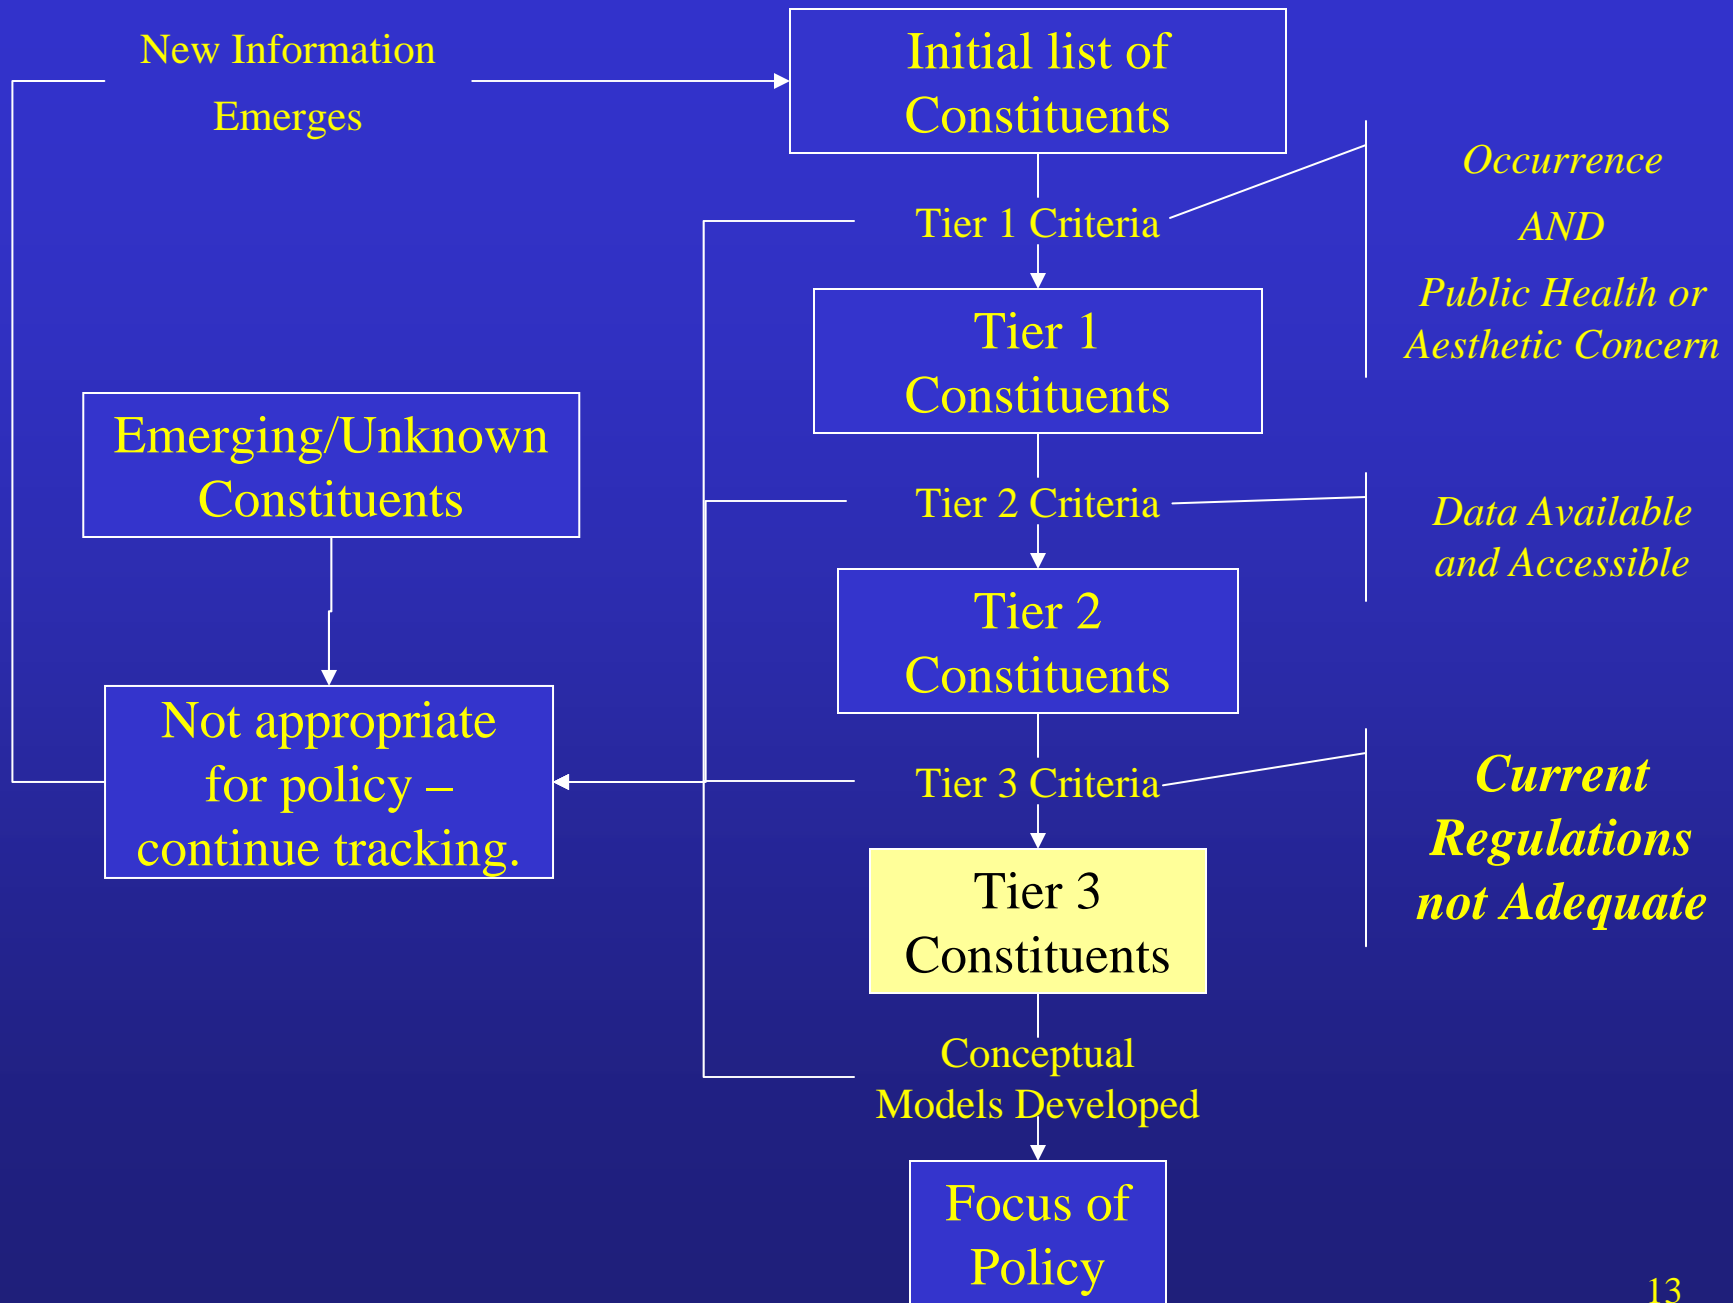 New Information
Emerges
Initial list of
Constituents
Tier 1 Criteria
Occurrence
AND
Public Health or
Aesthetic Concern
Tier 1
Constituents
Emerging/Unknown
Constituents
Tier 2 Criteria
Data Available
and Accessible
Tier 2
Constituents
Not appropriate
for policy –
continue tracking.
Tier 3 Criteria
Current
Regulations
not Adequate
Tier 3
Constituents
Conceptual
Models Developed
Focus of
Policy
13